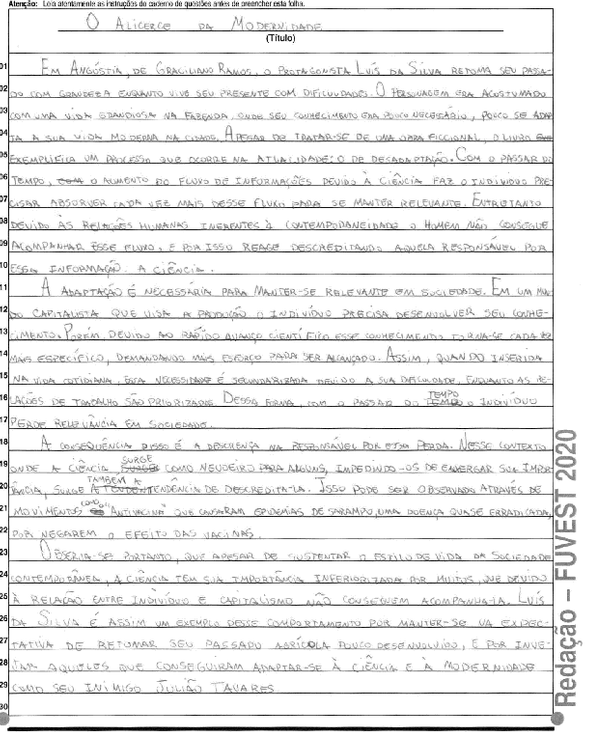 Atenção: Leia atentamente as instruções do caderno de questões antes de preencher esta folha.
O ALICERCE DA MODERNIDADE
(Título)
01 EM ANGÚSTIA, DE GRACILIANO RAMOS, O PROTAGONISTA LUÍS DA SILVA RETOMA SEU PASSA-
02 DO COM GRANDEZA ENQUANTO VIVE SEU PRESENTE COM DIFICULDADES. O PERSONAGEM ERA ACOSTUMADO
03 COM UMA VIDA GRANDIOSA NA FAZENDA, ONDE SEU CONHECIMENTO ERA POUCO NECESSÁRIO, POUCO SE ADAP
04 TA A SUA VIDA MODERNA NA CIDADE. APESAR DE TRATAR-SE DE UMA OBRA FICCIONAL, O LIVRO
05 EXEMPLIFICA UM PROCESSO QUE OCORRE NA ATUALIDADE: O DE DESADAPTAÇÃO. COM O PASSAR DO
06 TEMPO, O AUMENTO DO FLUXO DE INFORMAÇÕES DEVIDO À CIÊNCIA FAZ O INDIVÍDUO PRE-
07 CISAR ABSORVER CADA VEZ MAIS DESSE FLUXO PARA SE MANTER RELEVANTE. ENTRETANTO
08 DEVIDO ÀS RELAÇÕES HUMANAS INERENTES À CONTEMPORANEIDADE O HOMEM NÃO CONSEGUE
09 ACOMPANHAR ESSE FLUXO, E POR ISSO REAGE DESCREDITANDO AQUELA RESPONSÁVEL POR
10 ESSA INFORMAÇÃO: A CIÊNCIA.
11 A ADAPTAÇÃO É NECESSÁRIA PARA MANTER-SE RELEVANTE EM SOCIEDADE. EM UM MUN-
12 DO CAPITALISTA QUE VISA A PRODUÇÃO O INDIVÍDUO PRECISA DESENVOLVER SEU CONHE-
13 CIMENTO. PORÉM DEVIDO AO RÁPIDO AVANÇO CIENTÍFICO ESSE CONHECIMENTO TORNA-SE CADA VEZ
14 MAIS ESPECÍFICO, DEMANDANDO MAIS ESFORÇO PARA SER ALCANÇADO. ASSIM, QUANDO INSERIDA
15 NA VIDA COTIDIANA, ESSA NECESSIDADE É SECUNDARIZADA DEVIDO A SUA DIFICULDADE, ENQUANTO AS RE-
16 LAÇÕES DE TRABALHO SÃO PRIORIZADAS. DESSA FORMA, COM O PASSAR DO TEMPO O INDIVÍDUO
17 PERDE RELEVÂNCIA EM SOCIEDADE.
18 A CONSEQUÊNCIA DISSO É A DESCRENÇA NA RESPONSÁVEL POR ESSA PERDA. NESSE CONTEXTO
19 ONDE A CIÊNCIA SURGE COMO NEVOEIRO PARA ALGUNS, IMPEDINDO-OS DE ENXERGAR SUA IMPOR
20 TÂNCIA, SURGE TAMBÉM A TENDÊNCIA DE DESCREDITA-LA. ISSO PODE SER OBSERVADO ATRAVÉS DE
21 MOVIMENTOS COMO O "ANTIVACINA" QUE CAUSARAM EPIDEMIAS DE SARAMPO, UMA DOENÇA QUASE ERRADICADA,
22 POR NEGAREM O EFEITO DAS VACINAS.
23 OBSERVA-SE PORTANTO, QUE APESAR DE SUSTENTAR O ESTILO DE VIDA DA SOCIEDADE
24 CONTEMPORÂNEA, A CIÊNCIA TEM SUA IMPORTÂNCIA INFERIORIZADA POR MUITOS, QUE DEVIDO
25 À RELAÇÃO ENTRE INDIVÍDUO E CAPITALISMO NÃO CONSEGUEM ACOMPANHA-LA. LUÍS
26 DA SILVA É ASSIM UM EXEMPLO DESSE COMPORTAMENTO POR MANTER-SE NA EXPEC-
27 TATIVA DE RETOMAR SEU PASSADO AGRÍCOLA POUCO DESENVOLVIDO, E POR INVE-
28 JAR AQUELES QUE CONSEGUIRAM ADAPTAR-SE À CIÊNCIA E À MODERNIDADE
29 COMO SEU INIMIGO JULIÃO TAVARES
30
Redação – FUVEST 2020